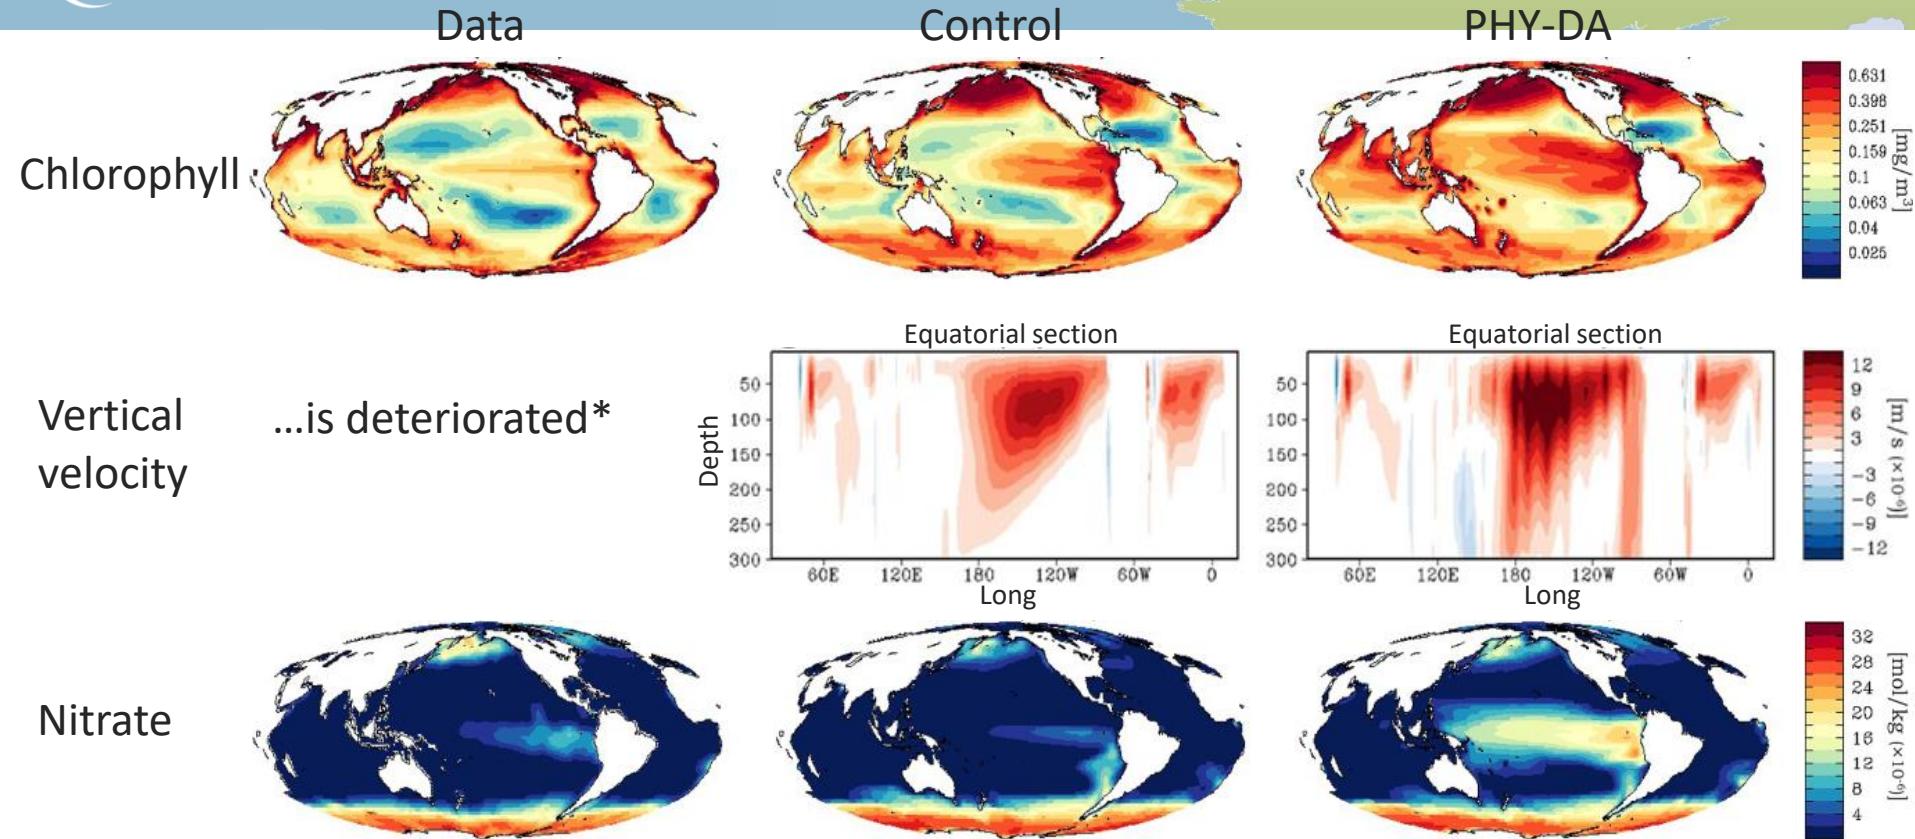 Data Control PHY-DA
Chlorophyll
0.631
0.398
0.251
0.159
0.1
0.063
0.04
0.025
[mg/m³]
Equatorial section Equatorial section
Vertical
velocity
...is deteriorated*
Depth
50
100
150
200
250
300
60E 120E 180 120W 60W 0
Long
50
100
150
200
250
300
60E 120E 180 120W 60W 0
Long
12
9
6
3
−3
−6
−9
−12
[m/s (×10⁻⁶)]
Nitrate
32
28
24
20
16
12
8
4
[mol/kg (×10⁻⁶)]